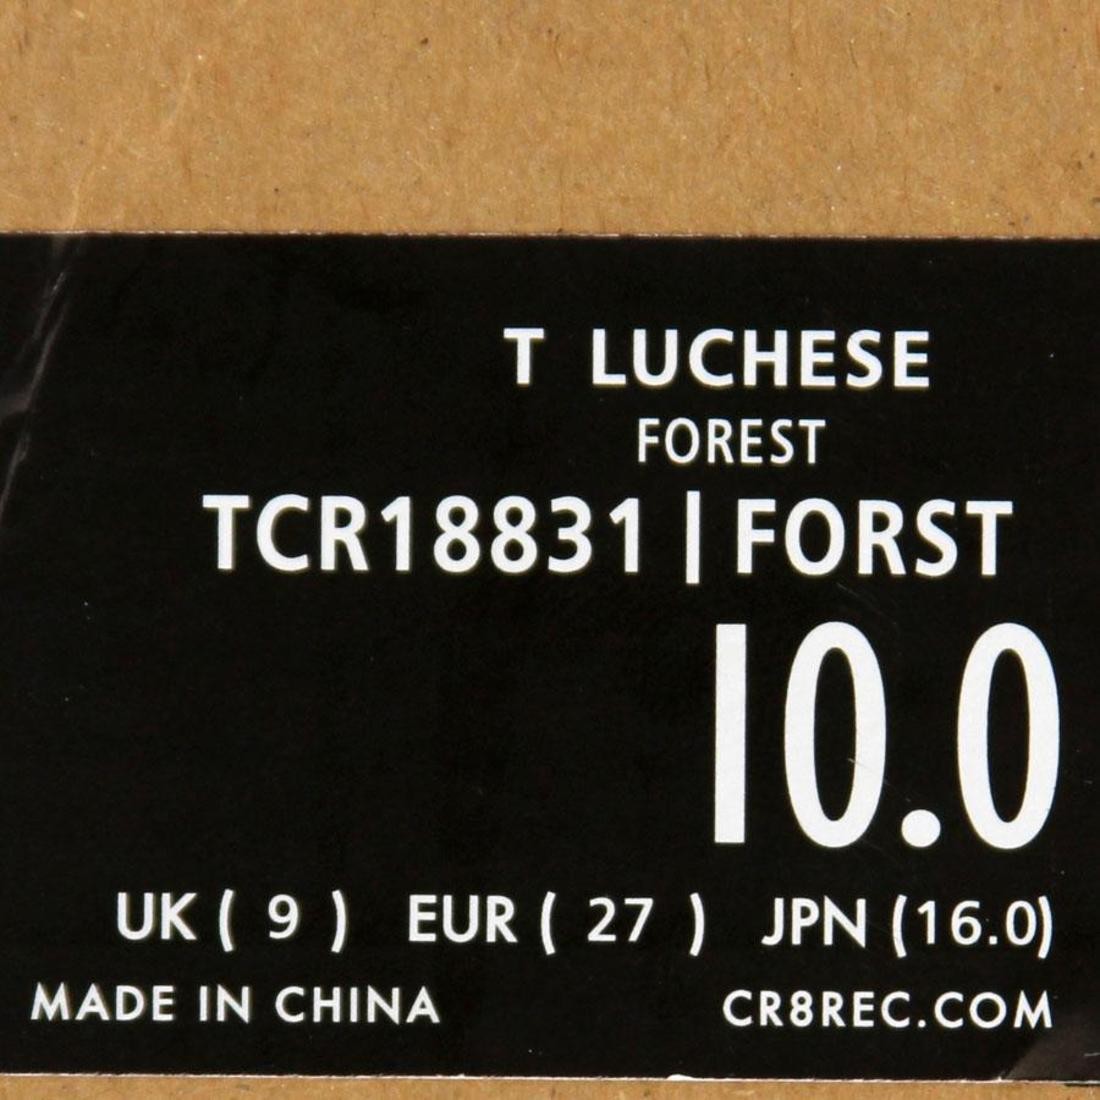 T LUCHESE
FOREST
TCR18831|FORST
10.0
UK ( 9 ) EUR ( 27 ) JPN (16.0)
MADE IN CHINA CR8REC.COM